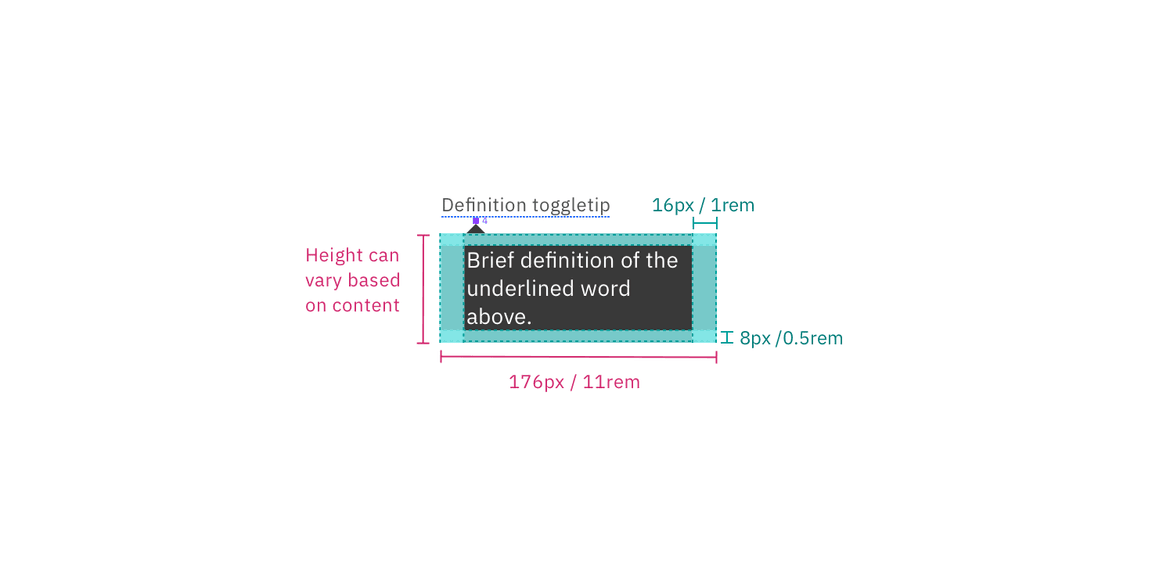 Definition toggletip
16px / 1rem
4
Height can
vary based
on content
Brief definition of the
underlined word
above.
8px /0.5rem
176px / 11rem